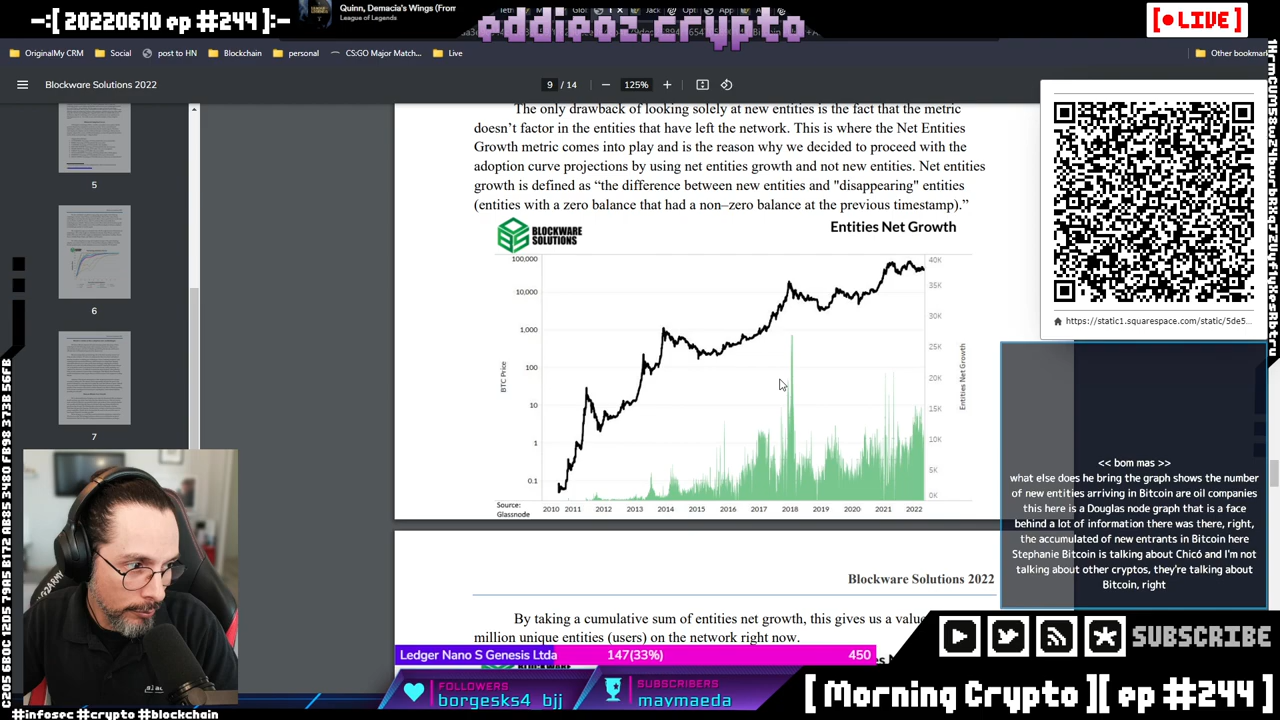 -:[ 20220610 ep #244 ]:-
Quinn, Demacia's Wings (From
League of Legends
eddieoz.crypto
[● LIVE]
OriginalMy CRM
Social
post to HN
Blockchain
personal
CS:GO Major Match...
Live
Other bookmar
Blockware Solutions 2022
9 / 14
125%
5
6
7
The only drawback of looking solely at new entities is the fact that the metric
doesn't factor in the entities that have left the network. This is where the Net Entities
Growth metric comes into play and is the reason why we decided to proceed with the
adoption curve projections by using net entities growth and not new entities. Net entities
growth is defined as "the difference between new entities and "disappearing" entities
(entities with a zero balance that had a non–zero balance at the previous timestamp)."
BLOCKWARE
SOLUTIONS
Entities Net Growth
100,000
10,000
1,000
100
10
1
0.1
BTC Price
40K
35K
30K
25K
20K
15K
10K
5K
0K
Entities Net Growth
Source:
Glassnode
2010 2011 2012 2013 2014 2015 2016 2017 2018 2019 2020 2021 2022
Blockware Solutions 2022
By taking a cumulative sum of entities net growth, this gives us a value
million unique entities (users) on the network right now.
https://static1.squarespace.com/static/5de5...
<< bom mas >>
what else does he bring the graph shows the number
of new entities arriving in Bitcoin are oil companies
this here is a Douglas node graph that is a face
behind a lot of information there was there, right,
the accumulated of new entrants in Bitcoin here
Stephanie Bitcoin is talking about Chicó and I'm not
talking about other cryptos, they're talking about
Bitcoin, right
SUBSCRIBE
Ledger Nano S Genesis Ltda
147(33%)
450
FOLLOWERS
borgesks4 bjj
SUBSCRIBERS
maymaeda
[ Morning Crypto ][ ep #244 ]
#infosec #crypto #blockchain